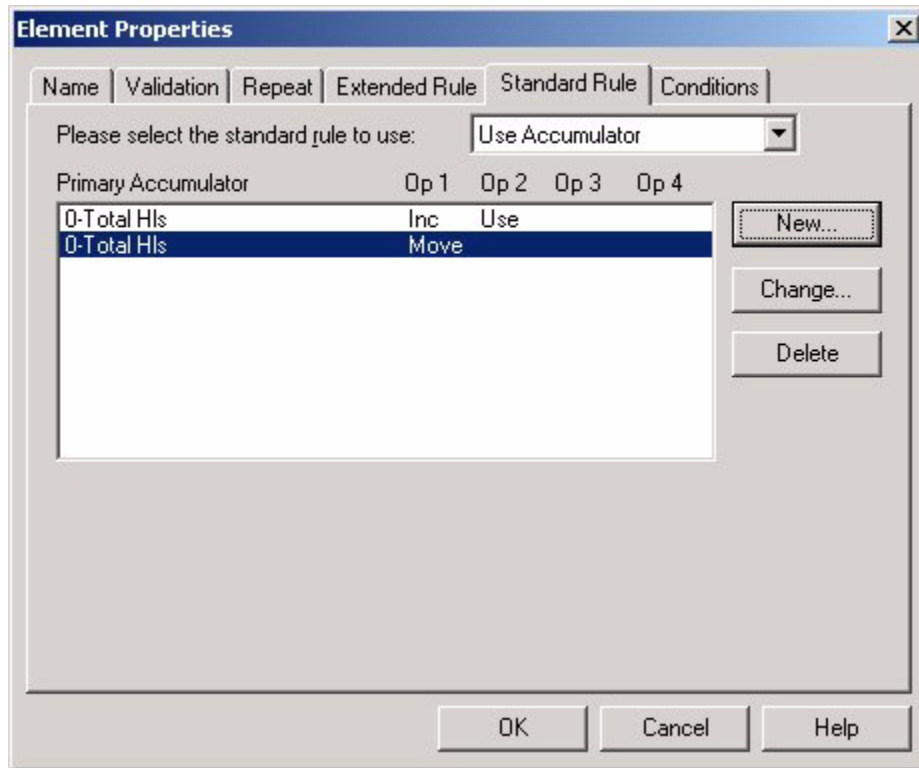 Element Properties
Name Validation Repeat Extended Rule Standard Rule Conditions
Please select the standard rule to use: Use Accumulator
Primary Accumulator Op 1 Op 2 Op 3 Op 4
0-Total Hls Inc Use
0-Total Hls Move
New...
Change...
Delete
OK Cancel Help